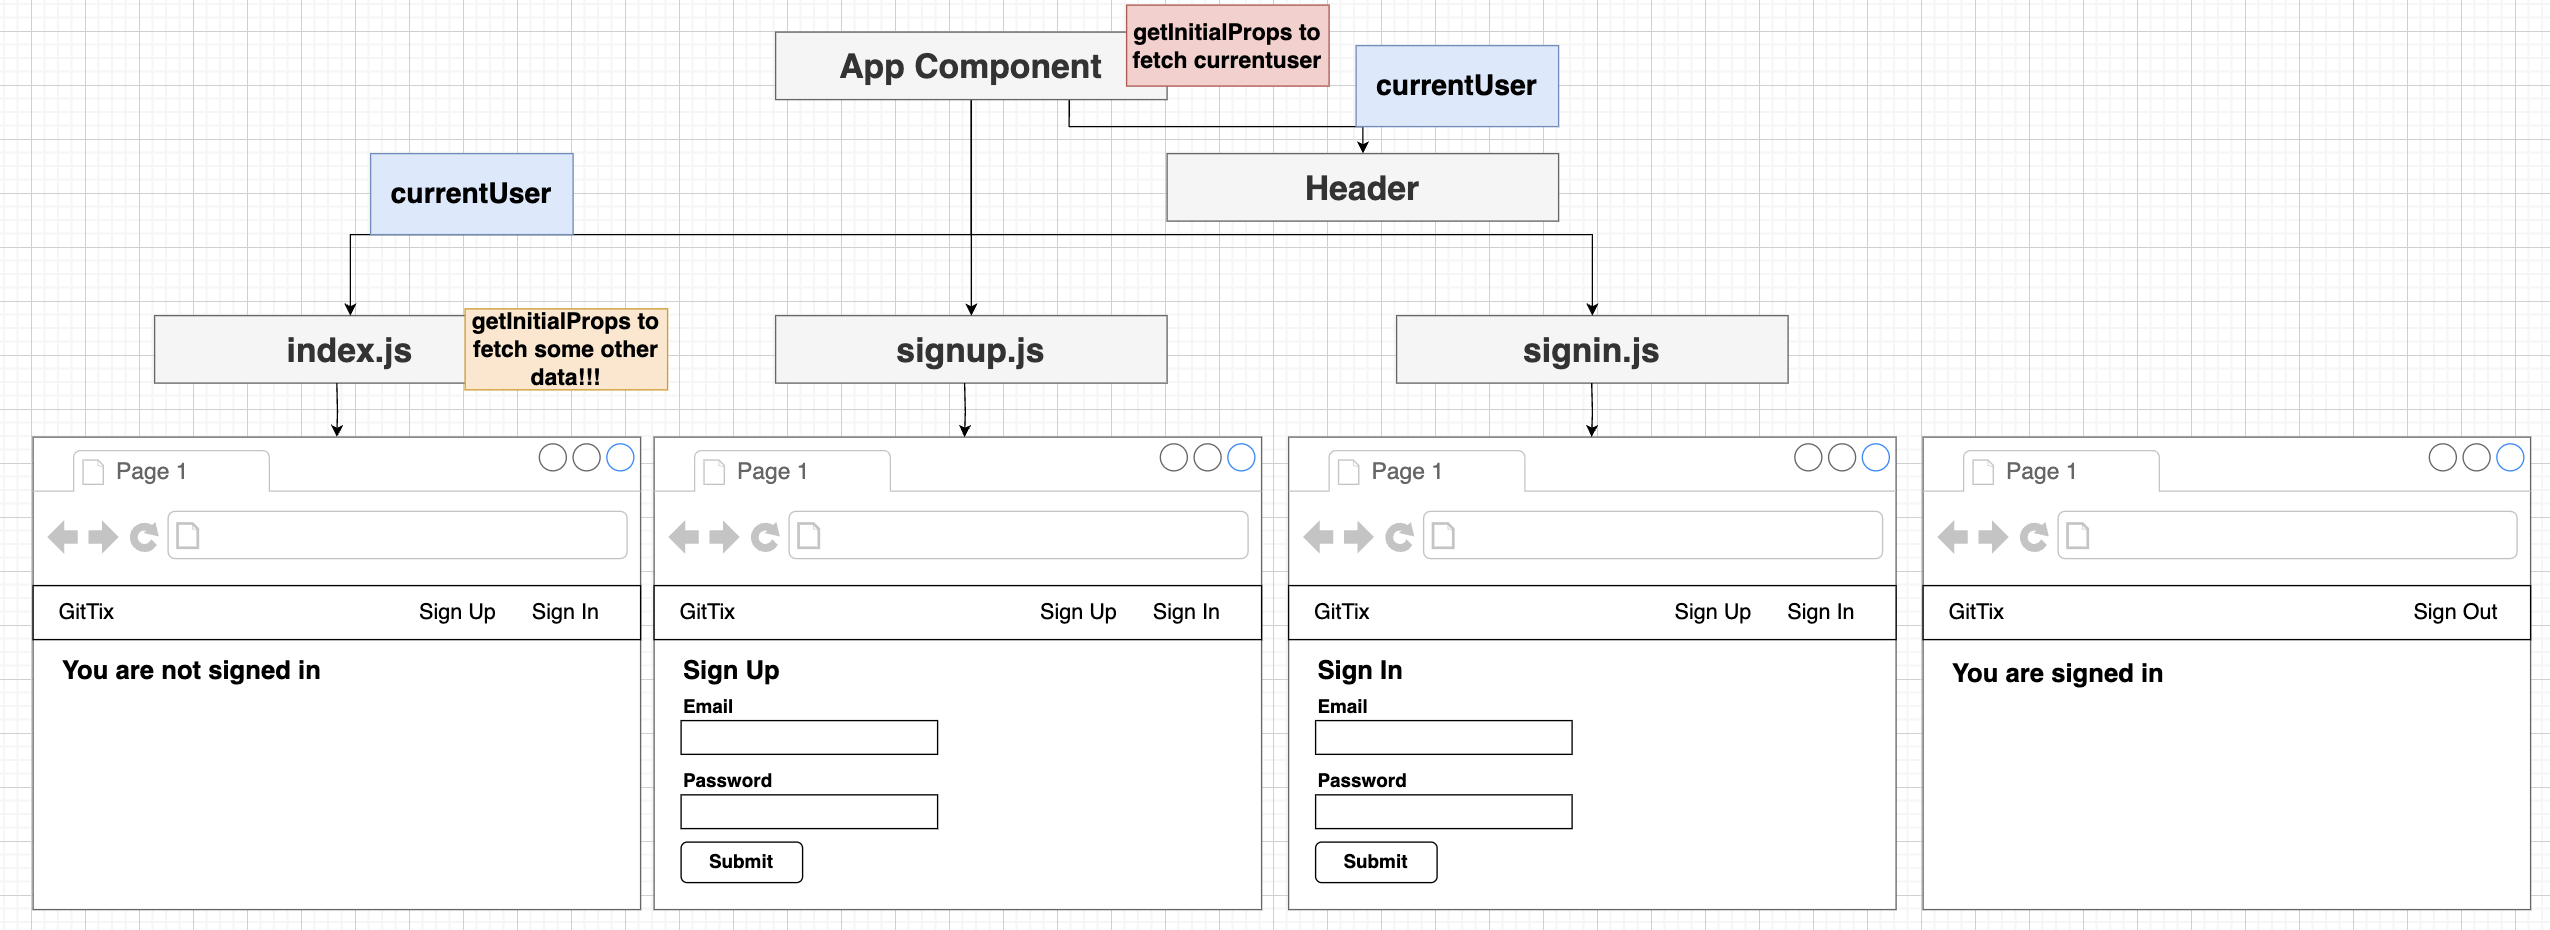 getInitialProps to
fetch currentuser
App Component
currentUser
currentUser
Header
index.js
getInitialProps to
fetch some other
data!!!
signup.js
signin.js
Page 1
Page 1
Page 1
Page 1
GitTix Sign Up Sign In
GitTix Sign Up Sign In
GitTix Sign Up Sign In
GitTix Sign Out
You are not signed in
Sign Up
Email
Password
Submit
Sign In
Email
Password
Submit
You are signed in